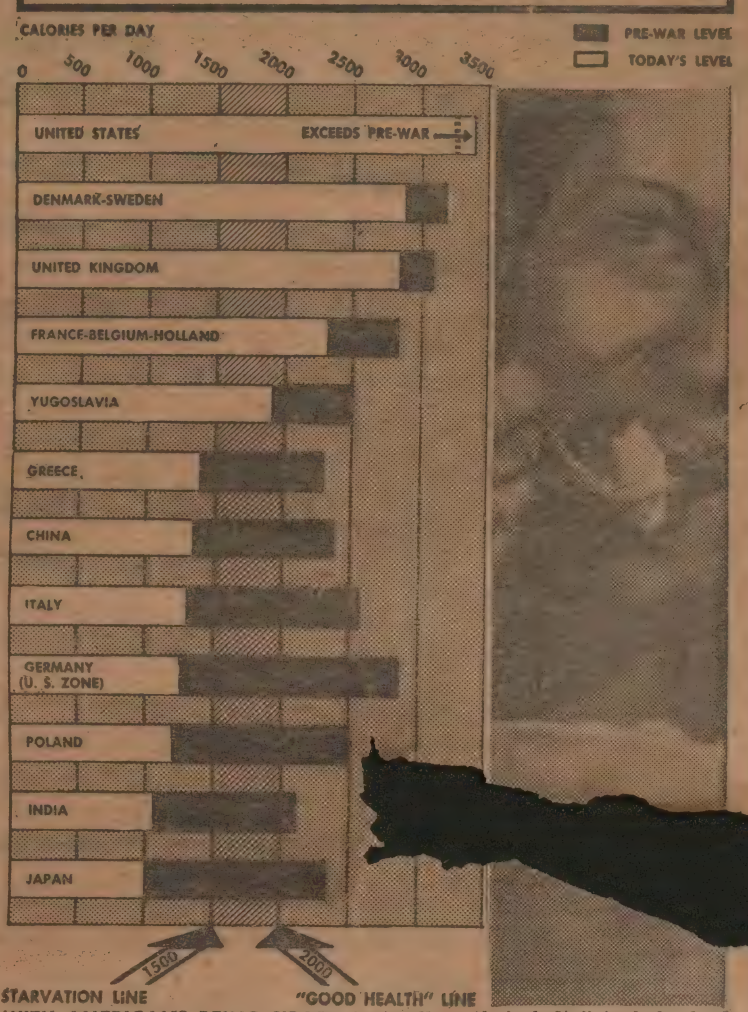 CALORIES PER DAY
PRE-WAR LEVEL
TODAY'S LEVEL
0 500 1000 1500 2000 2500 3000 3500
UNITED STATES EXCEEDS PRE-WAR
DENMARK-SWEDEN
UNITED KINGDOM
FRANCE-BELGIUM-HOLLAND
YUGOSLAVIA
GREECE
CHINA
ITALY
GERMANY
(U. S. ZONE)
POLAND
INDIA
JAPAN
1500 2000
STARVATION LINE "GOOD HEALTH" LINE